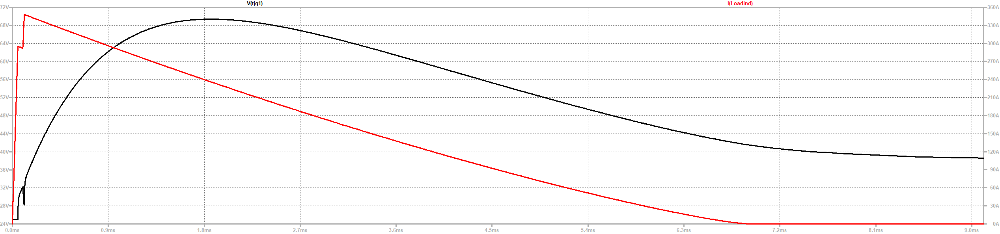 V(tjq1) I(Loadind)
72V 360A
68V 330A
64V 300A
60V 270A
56V 240A
52V 210A
48V 180A
44V 150A
40V 120A
36V 90A
32V 60A
28V 30A
24V 0A
0.0ms 0.9ms 1.8ms 2.7ms 3.6ms 4.5ms 5.4ms 6.3ms 7.2ms 8.1ms 9.0ms